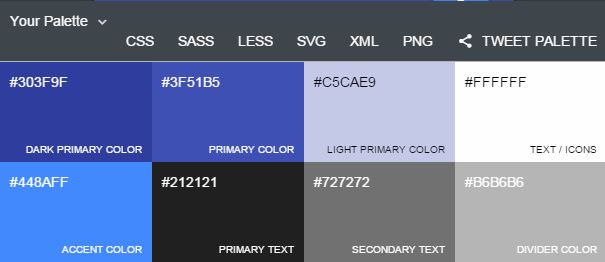 Your Palette
CSS SASS LESS SVG XML PNG TWEET PALETTE
#303F9F #3F51B5 #C5CAE9 #FFFFFF
DARK PRIMARY COLOR PRIMARY COLOR LIGHT PRIMARY COLOR TEXT / ICONS
#448AFF #212121 #727272 #B6B6B6
ACCENT COLOR PRIMARY TEXT SECONDARY TEXT DIVIDER COLOR